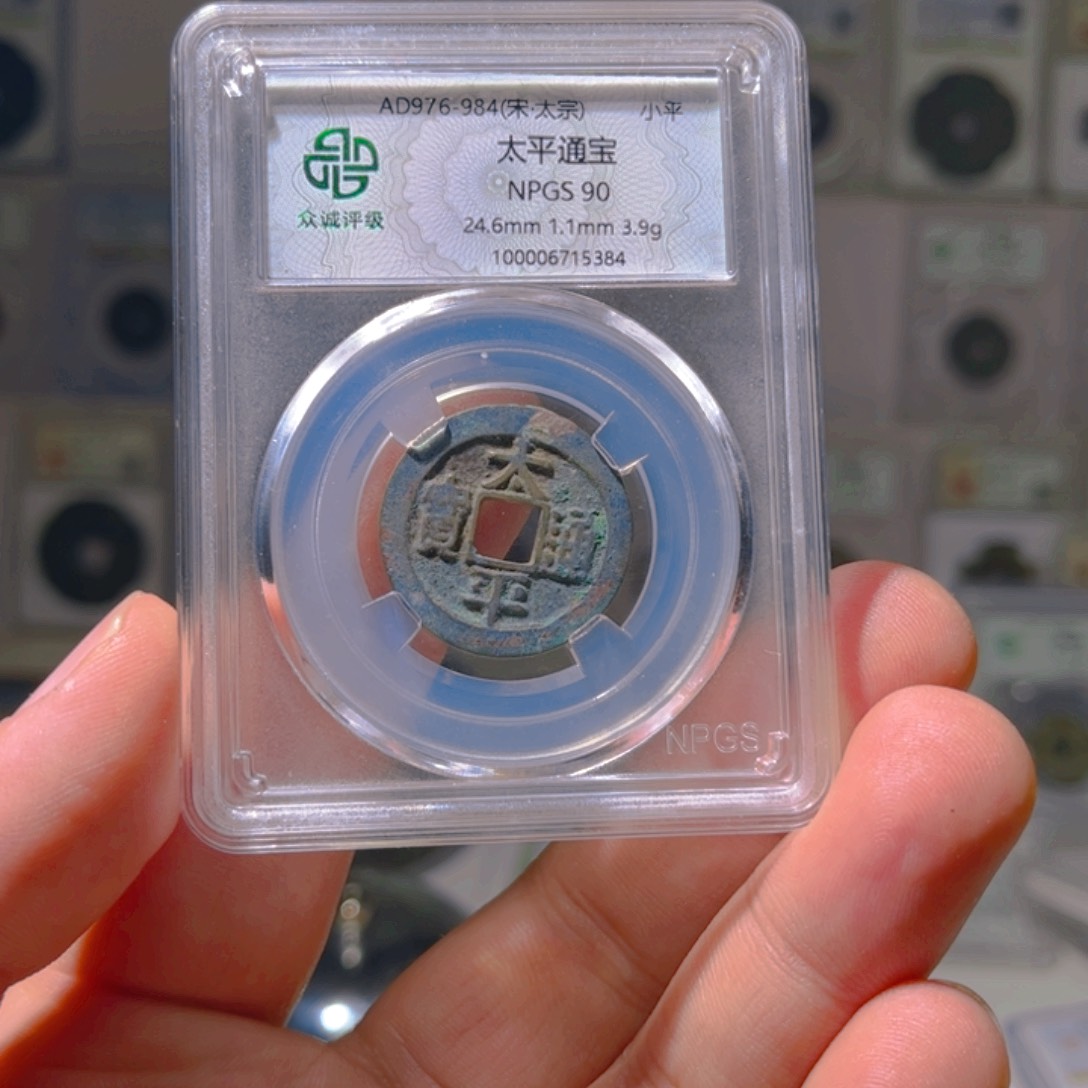 AD976-984(宋·太宗) 小平
太平通宝
NPGS 90
众诚评级
24.6mm 1.1mm 3.9g
100006715384
太平通寳
NPGS